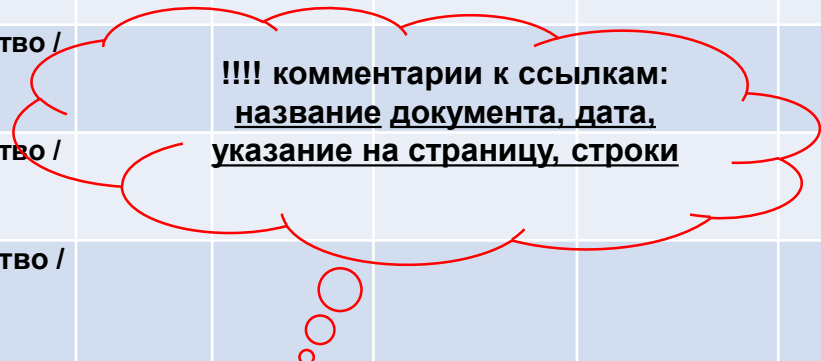 тво /
!!!! комментарии к ссылкам:
название документа, дата,
указание на страницу, строки
тво /
тво /